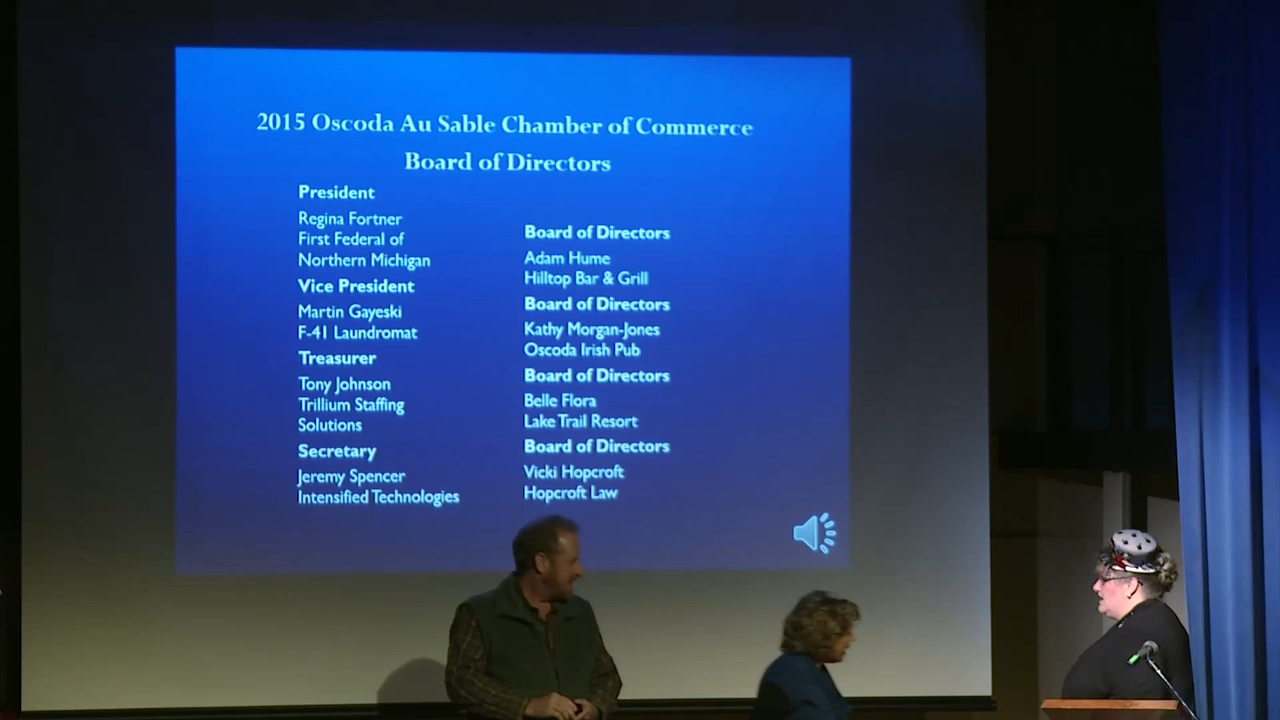 2015 Oscoda Au Sable Chamber of Commerce
Board of Directors
President
Regina Fortner
First Federal of
Northern Michigan
Vice President
Martin Gayeski
F-41 Laundromat
Treasurer
Tony Johnson
Trillium Staffing
Solutions
Secretary
Jeremy Spencer
Intensified Technologies
Board of Directors
Adam Hume
Hilltop Bar & Grill
Board of Directors
Kathy Morgan-Jones
Oscoda Irish Pub
Board of Directors
Belle Flora
Lake Trail Resort
Board of Directors
Vicki Hopcroft
Hopcroft Law